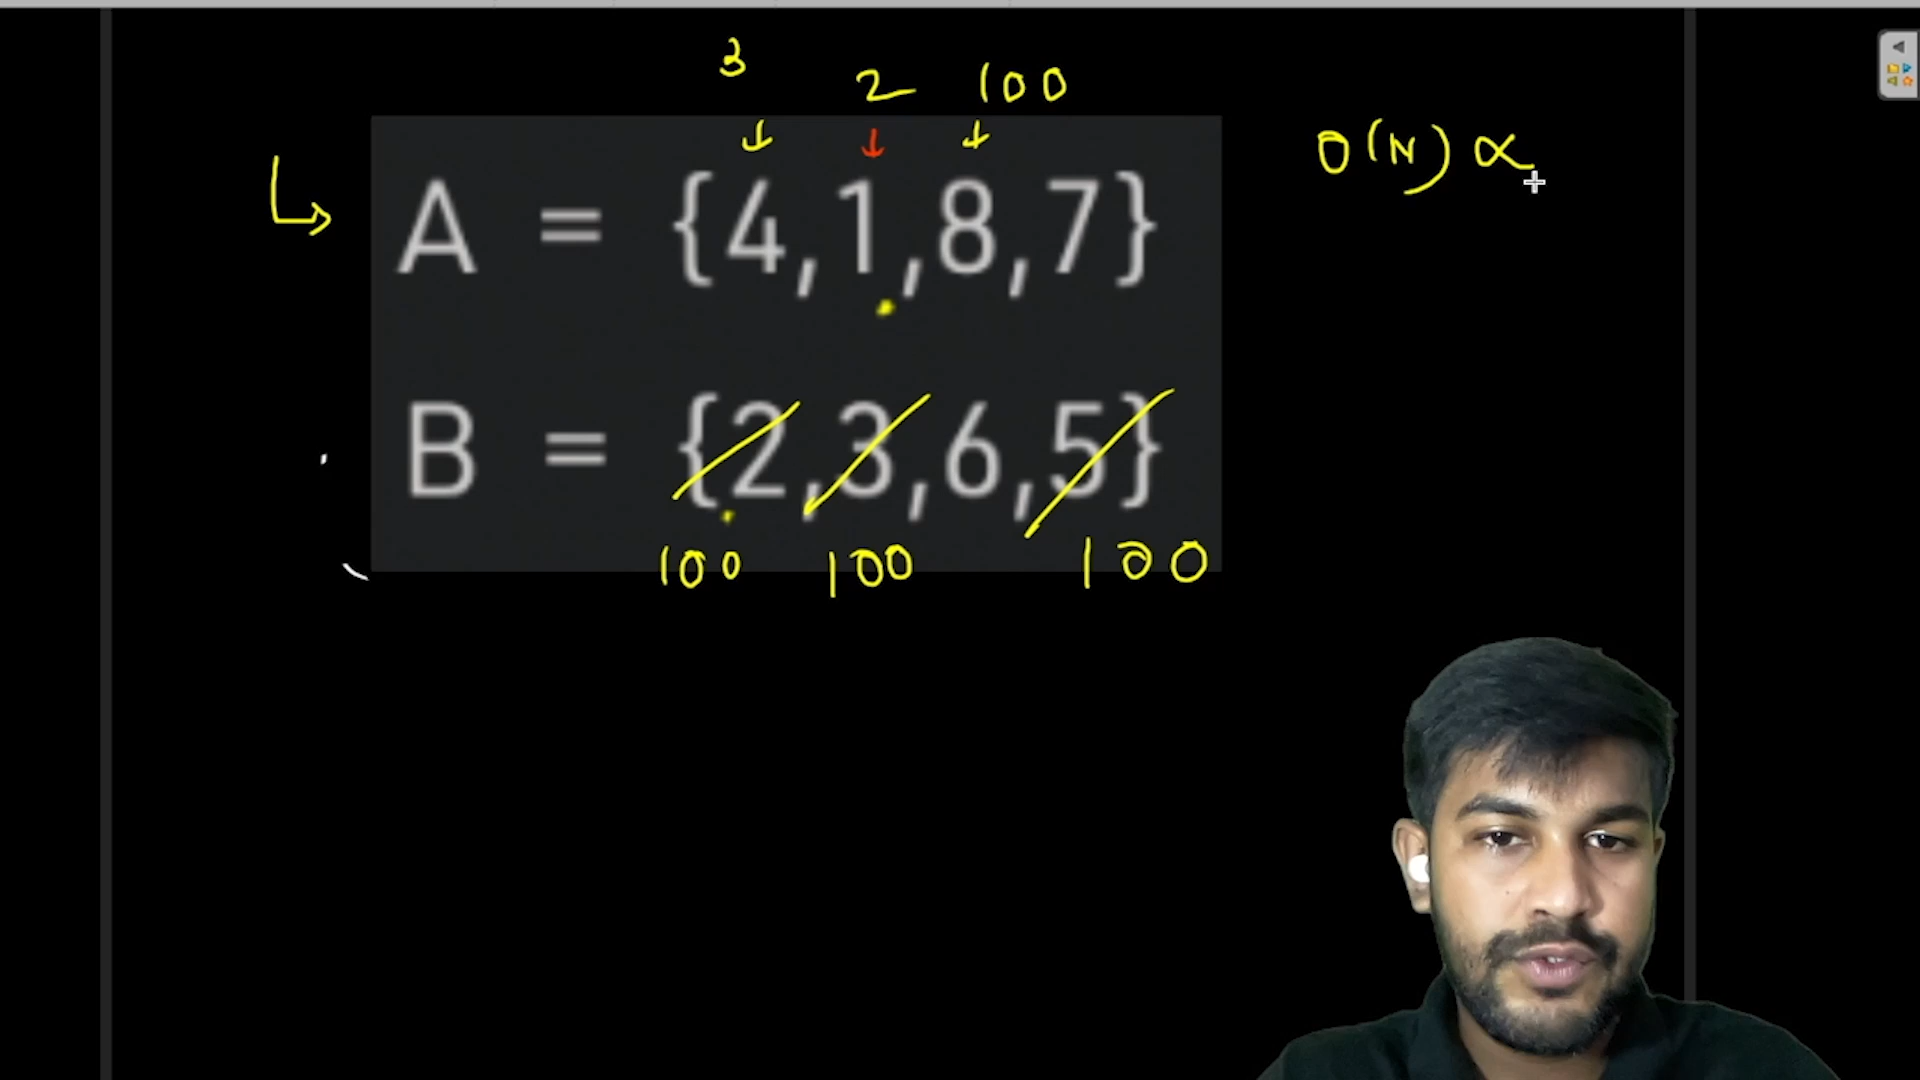 3
2 100
O(N) ∝
A = {4,1,8,7}
B = {2,3,6,5}
100 100 100